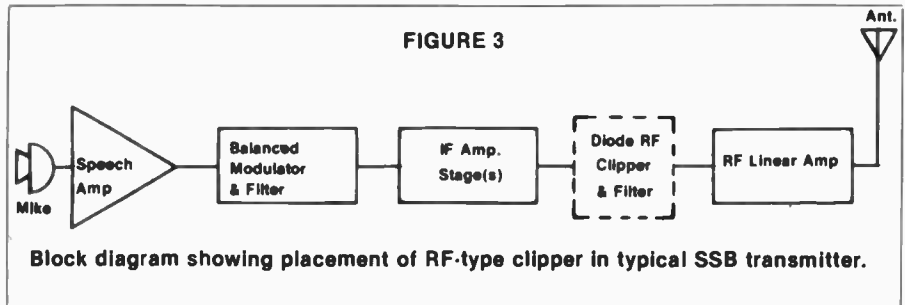 Ant.
FIGURE 3
Mike
Speech
Amp
Balanced
Modulator
& Filter
IF Amp.
Stage(s)
Diode RF
Clipper
& Filter
RF Linear Amp
Block diagram showing placement of RF-type clipper in typical SSB transmitter.